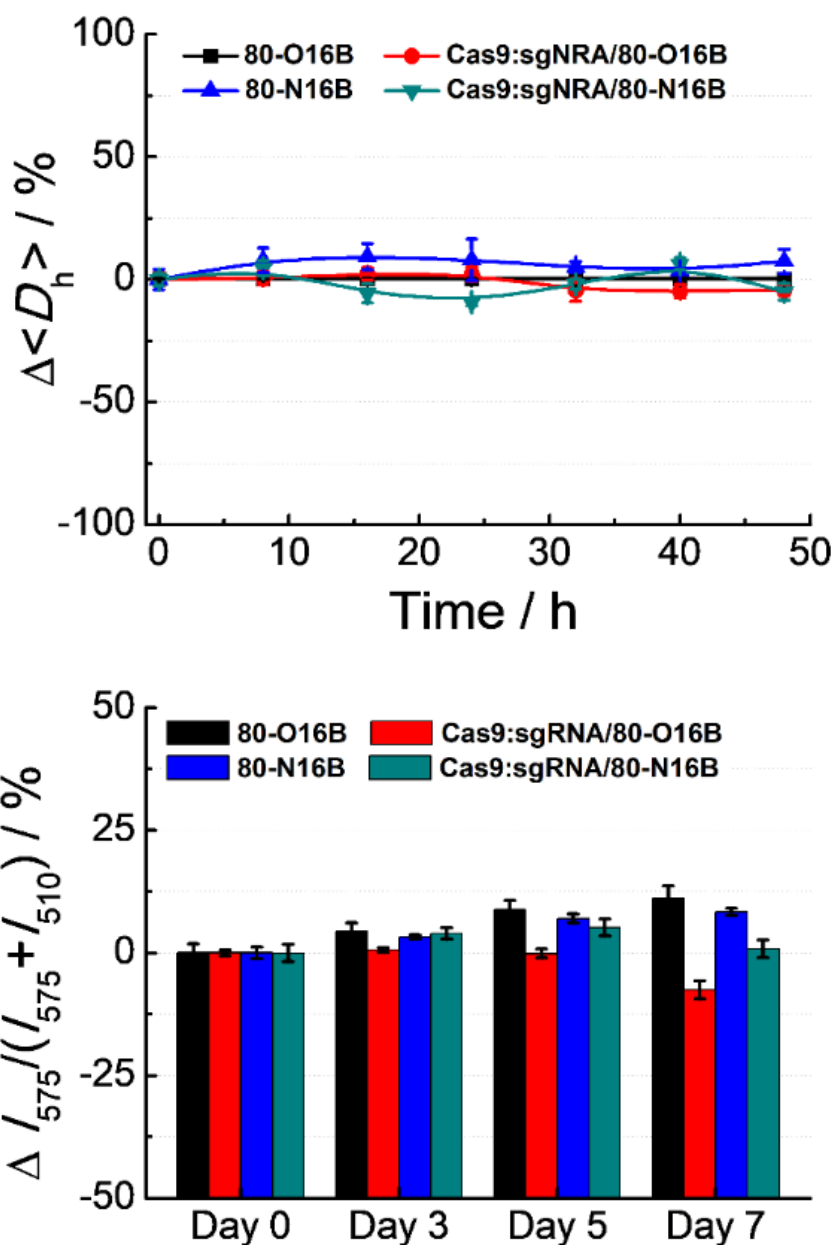 100
80-O16B Cas9:sgNRA/80-O16B
80-N16B Cas9:sgNRA/80-N16B
50
0
-50
-100
Δ<Dh> / %
0 10 20 30 40 50
Time / h
50
80-O16B Cas9:sgRNA/80-O16B
80-N16B Cas9:sgRNA/80-N16B
25
0
-25
-50
Δ I575/(I575+I510) / %
Day 0 Day 3 Day 5 Day 7